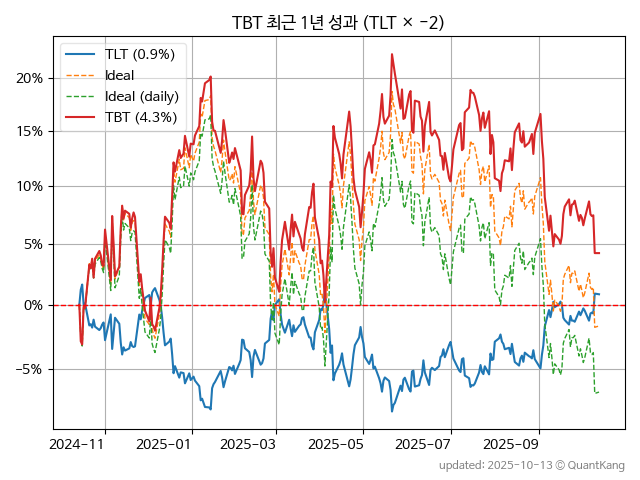 TBT 최근 1년 성과 (TLT × -2)
TLT (0.9%)
Ideal
Ideal (daily)
TBT (4.3%)
20%
15%
10%
5%
0%
−5%
2024-11 2025-01 2025-03 2025-05 2025-07 2025-09
updated: 2025-10-13 © QuantKang